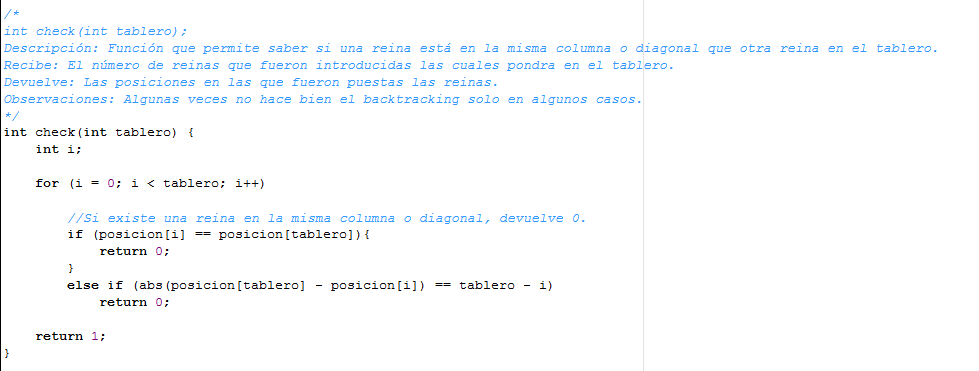 /*
int check(int tablero);
Descripción: Función que permite saber si una reina está en la misma columna o diagonal que otra reina en el tablero.
Recibe: El número de reinas que fueron introducidas las cuales pondra en el tablero.
Devuelve: Las posiciones en las que fueron puestas las reinas.
Observaciones: Algunas veces no hace bien el backtracking solo en algunos casos.
*/
int check(int tablero) {
    int i;

    for (i = 0; i < tablero; i++)

        //Si existe una reina en la misma columna o diagonal, devuelve 0.
        if (posicion[i] == posicion[tablero]){
            return 0;
        }
        else if (abs(posicion[tablero] - posicion[i]) == tablero - i)
            return 0;

    return 1;
}